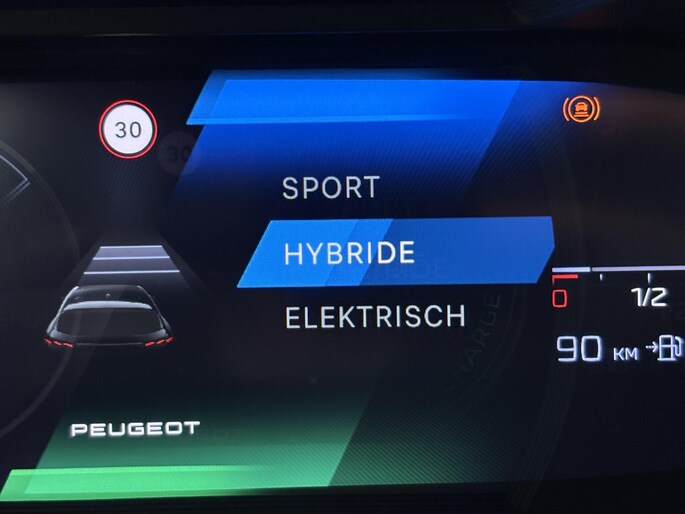 30
SPORT
HYBRIDE
ELEKTRISCH
0 1/2
90 KM
PEUGEOT